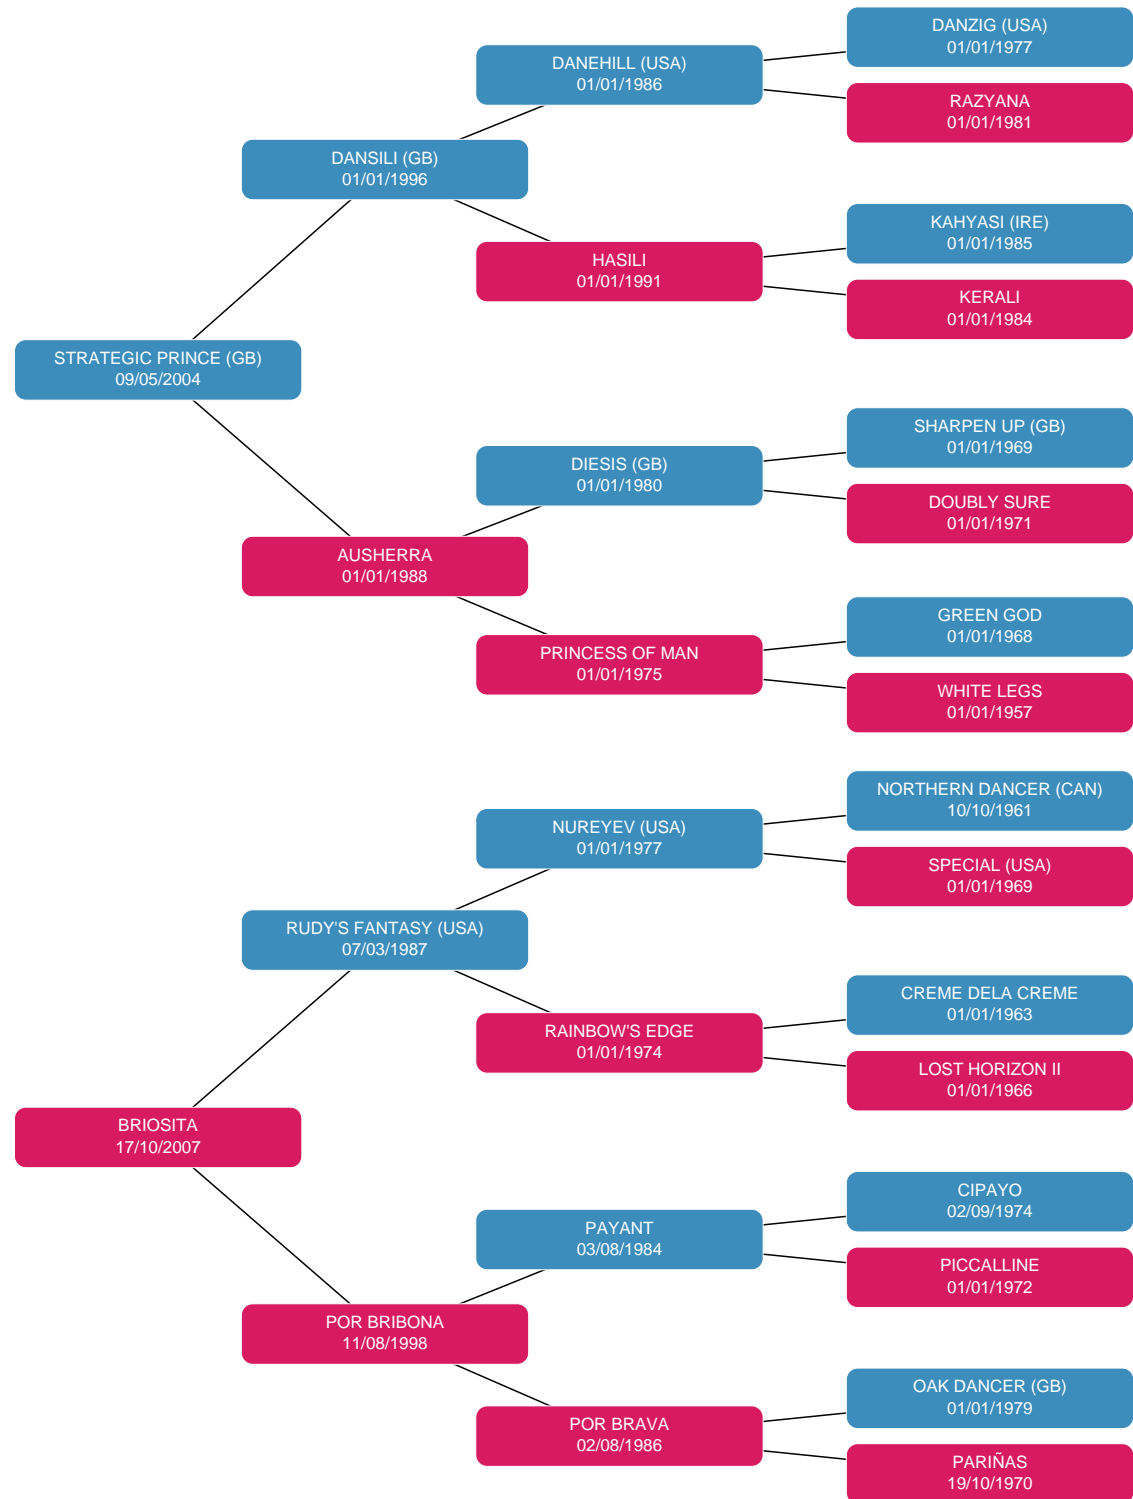 DANZIG (USA)
01/01/1977
DANEHILL (USA)
01/01/1986
RAZYANA
01/01/1981
DANSILI (GB)
01/01/1996
KAHYASI (IRE)
01/01/1985
HASILI
01/01/1991
KERALI
01/01/1984
STRATEGIC PRINCE (GB)
09/05/2004
SHARPEN UP (GB)
01/01/1969
DIESIS (GB)
01/01/1980
DOUBLY SURE
01/01/1971
AUSHERRA
01/01/1988
GREEN GOD
01/01/1968
PRINCESS OF MAN
01/01/1975
WHITE LEGS
01/01/1957
NORTHERN DANCER (CAN)
10/10/1961
NUREYEV (USA)
01/01/1977
SPECIAL (USA)
01/01/1969
RUDY'S FANTASY (USA)
07/03/1987
CREME DELA CREME
01/01/1963
RAINBOW'S EDGE
01/01/1974
LOST HORIZON II
01/01/1966
BRIOSITA
17/10/2007
CIPAYO
02/09/1974
PAYANT
03/08/1984
PICCALLINE
01/01/1972
POR BRIBONA
11/08/1998
OAK DANCER (GB)
01/01/1979
POR BRAVA
02/08/1986
PARIÑAS
19/10/1970